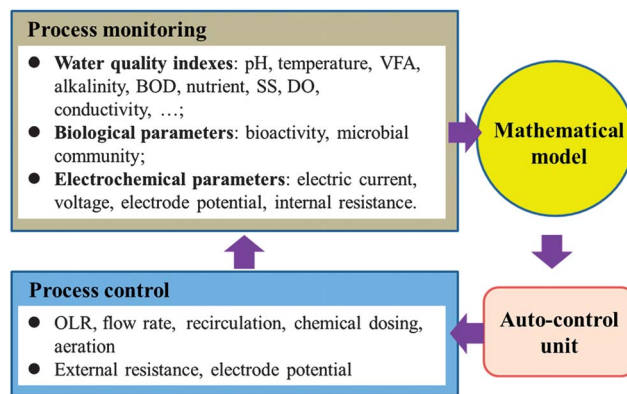 Process monitoring
● Water quality indexes: pH, temperature, VFA,
alkalinity, BOD, nutrient, SS, DO,
conductivity, …;
● Biological parameters: bioactivity, microbial
community;
● Electrochemical parameters: electric current,
voltage, electrode potential, internal resistance.
Mathematical
model
Auto-control
unit
Process control
● OLR, flow rate, recirculation, chemical dosing,
aeration
● External resistance, electrode potential